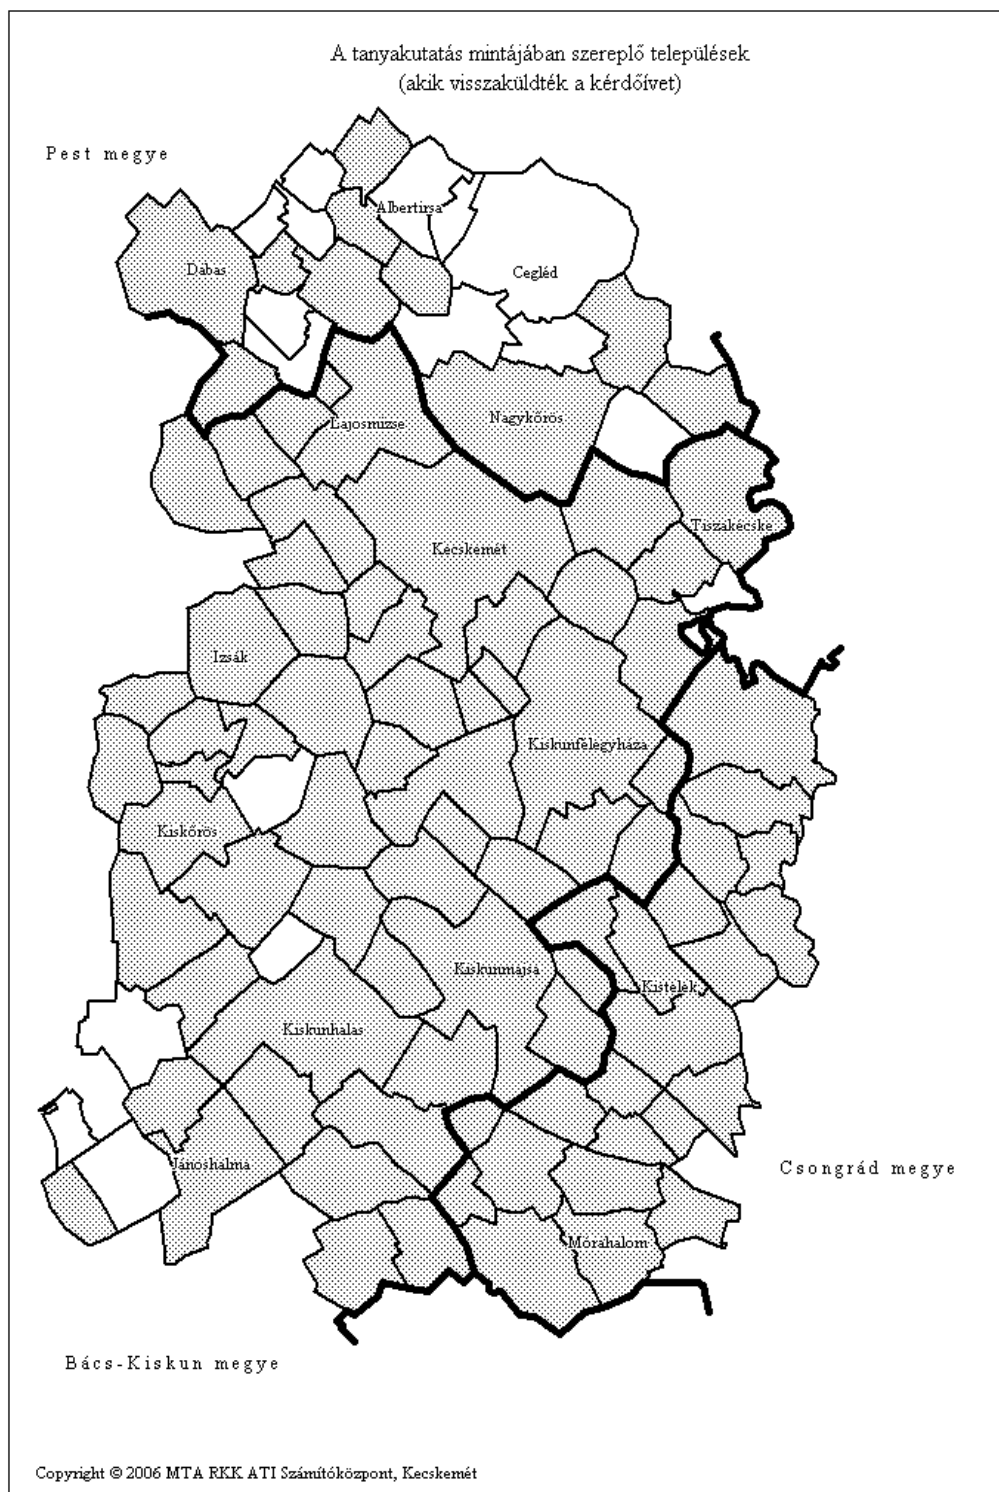 A tanyakutatás mintájában szereplő települések
(akik visszaküldték a kérdőívet)
Pest megye
Albertirsa
Dabas
Cegléd
Lajosmizse
Nagykőrös
Tiszakécske
Kecskemét
Izsák
Kiskunfélegyháza
Kiskőrös
Kiskunmajsa
Kistelek
Kiskunhalas
Jánoshalma
Csongrád megye
Mórahalom
Bács-Kiskun megye
Copyright © 2006 MTA RKK ATI Számítóközpont, Kecskemét